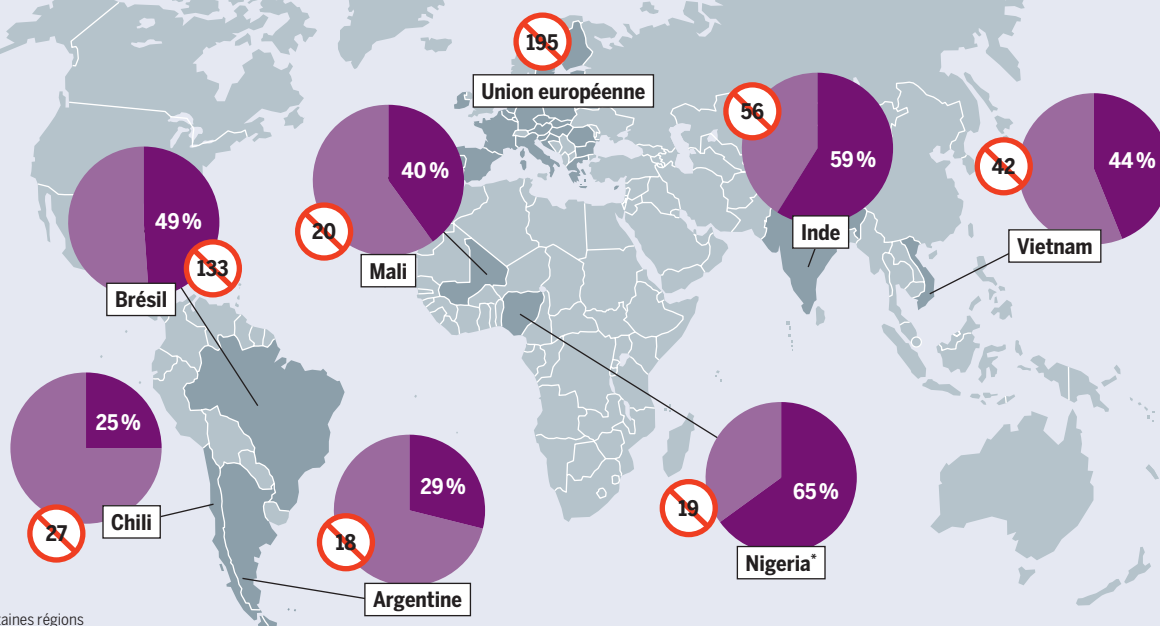 195
Union européenne
56
59 %
Inde
42
44 %
Vietnam
40 %
20
Mali
49 %
133
Brésil
25 %
27
Chili
29 %
18
Argentine
65 %
19
Nigeria*
régions